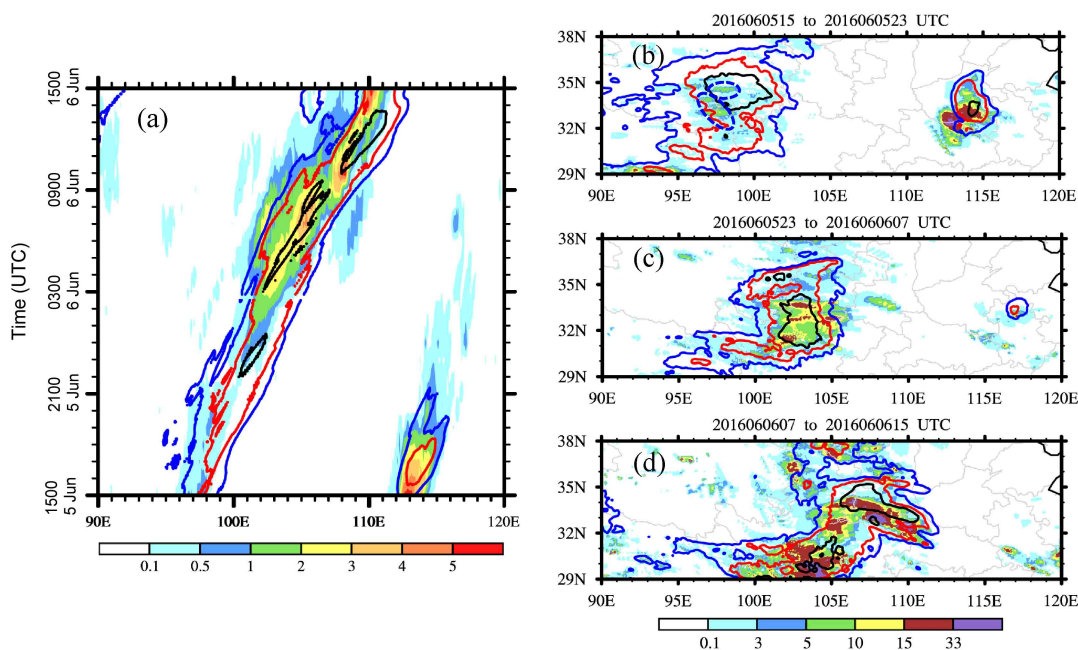 (a)
Time (UTC)
1500
6 Jun
0900
6 Jun
0300
6 Jun
2100
5 Jun
1500
5 Jun
90E 100E 110E 120E
0.1 0.5 1 2 3 4 5
2016060515 to 2016060523 UTC
(b)
38N
35N
32N
29N
90E 95E 100E 105E 110E 115E 120E
2016060523 to 2016060607 UTC
(c)
38N
35N
32N
29N
90E 95E 100E 105E 110E 115E 120E
2016060607 to 2016060615 UTC
(d)
38N
35N
32N
29N
90E 95E 100E 105E 110E 115E 120E
0.1 3 5 10 15 33